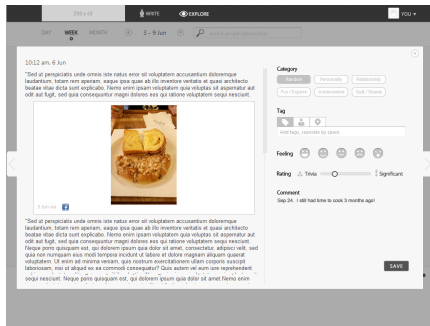 250 x 48
WRITE
EXPLORE
YOU
DAY
WEEK
MONTH
3 - 9 Jun
10:12 am, 6 Jun
"Sed ut perspiciatis unde omnis iste natus error sit voluptatem accusantium doloremque
laudantium, totam rem aperiam, eaque ipsa quae ab illo inventore veritatis et quasi architecto
beatae vitae dicta sunt explicabo. Nemo enim ipsam voluptatem quia voluptas sit aspernatur aut
odit aut fugit, sed quia consequuntur magni dolores eos qui ratione voluptatem sequi nesciunt.
"Sed ut perspiciatis unde omnis iste natus error sit voluptatem accusantium doloremque
laudantium, totam rem aperiam, eaque ipsa quae ab illo inventore veritatis et quasi architecto
beatae vitae dicta sunt explicabo. Nemo enim ipsam voluptatem quia voluptas sit aspernatur aut
odit aut fugit, sed quia consequuntur magni dolores eos qui ratione voluptatem sequi nesciunt.
Neque porro quisquam est, qui dolorem ipsum quia dolor sit amet, consectetur, adipisci velit, sed
quia non numquam eius modi tempora incidunt ut labore et dolore magnam aliquam quaerat
voluptatem. Ut enim ad minima veniam, quis nostrum exercitationem ullam corporis suscipit
laboriosam, nisi ut aliquid ex ea commodi consequatur? Quis autem vel eum iure reprehenderit
sequi nesciunt. Neque porro quisquam est, qui dolorem ipsum quia dolor sit amet Nemo enim
Category
Random
Personality
Relationship
Fun / Explore
Achievement
Guilt / Shame
Tag
Add tags, seperate by space.
Feeling
Rating
Trivia
Significant
Comment
Sep 24. I still had time to cook 3 months ago!
SAVE